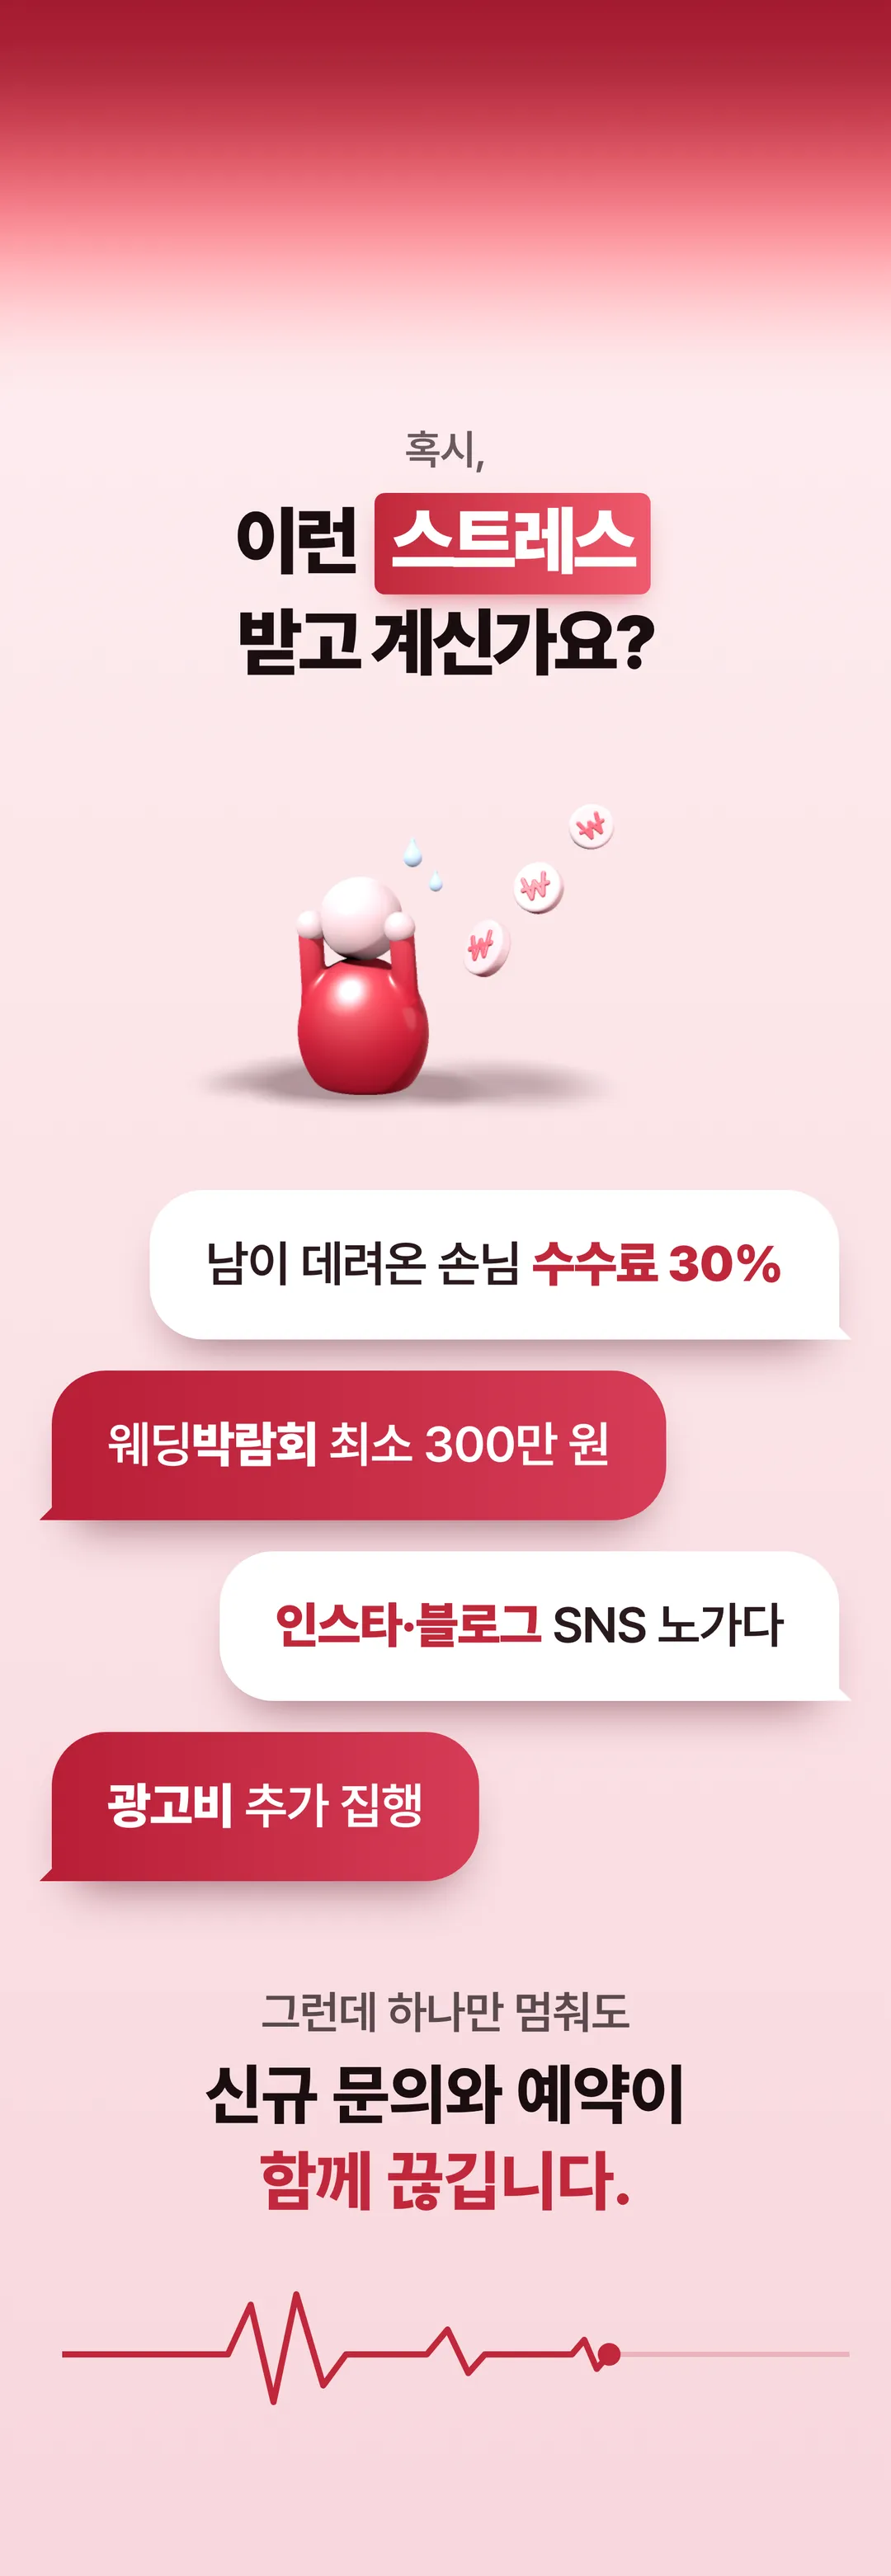 혹시,
이런 스트레스
받고 계신가요?
₩
₩
₩
남이 데려온 손님 수수료 30%
웨딩박람회 최소 300만 원
인스타·블로그 SNS 노가다
광고비 추가 집행
그런데 하나만 멈춰도
신규 문의와 예약이
함께 끊깁니다.